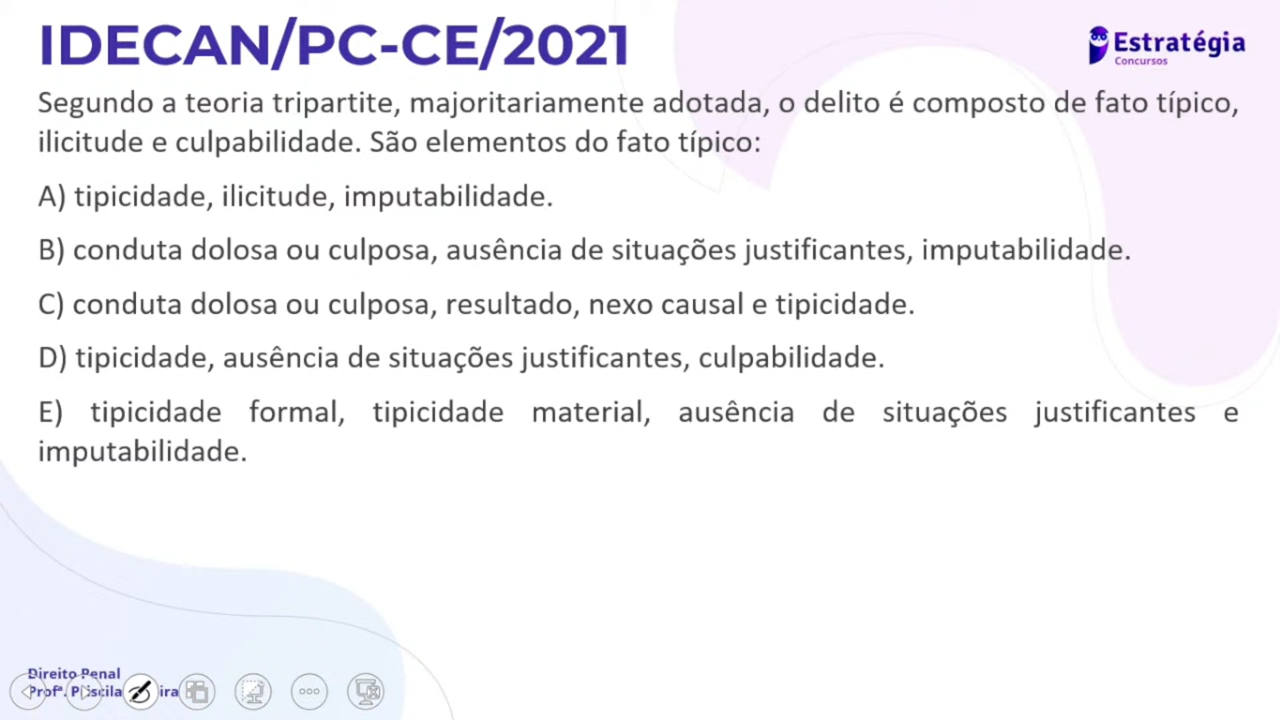 IDECAN/PC-CE/2021
Estratégia
Concursos
Segundo a teoria tripartite, majoritariamente adotada, o delito é composto de fato típico,
ilicitude e culpabilidade. São elementos do fato típico:
A) tipicidade, ilicitude, imputabilidade.
B) conduta dolosa ou culposa, ausência de situações justificantes, imputabilidade.
C) conduta dolosa ou culposa, resultado, nexo causal e tipicidade.
D) tipicidade, ausência de situações justificantes, culpabilidade.
E) tipicidade formal, tipicidade material, ausência de situações justificantes e
imputabilidade.
Direito Penal
Profª. Priscila